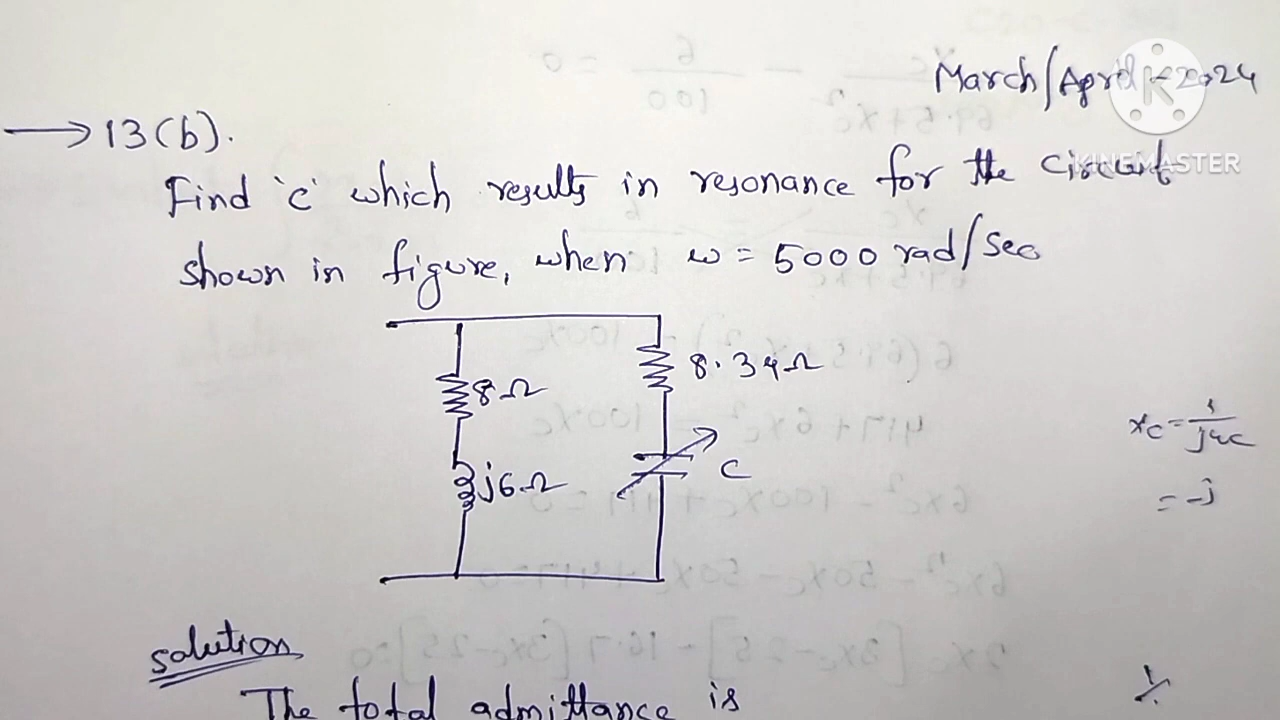 March/April-2024
K
KINEMASTER
→ 13(b).
Find 'c' which results in resonance for the circuit
shown in figure, when ω = 5000 rad/sec
8Ω
8.34Ω
j6Ω
C
xc = 1/jωc
= -j
solution
The total admittance is